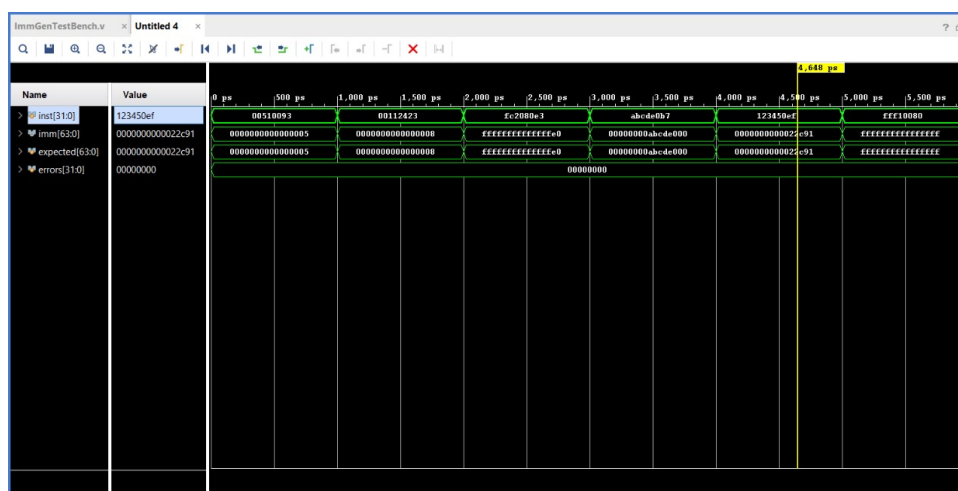 ImmGenTestBench.v × Untitled 4 ×
?
4,648 ps
Name Value
0 ps 500 ps 1,000 ps 1,500 ps 2,000 ps 2,500 ps 3,000 ps 3,500 ps 4,000 ps 4,500 ps 5,000 ps 5,500 ps
inst[31:0] 123450ef 00510093 00112423 fc2080e3 abcde0b7 123450ef fff10080
imm[63:0] 0000000000022c91 0000000000000005 0000000000000008 ffffffffffffffe0 00000000abcde000 0000000000022c91 ffffffffffffffff
expected[63:0] 0000000000022c91 0000000000000005 0000000000000008 ffffffffffffffe0 00000000abcde000 0000000000022c91 ffffffffffffffff
errors[31:0] 00000000 00000000